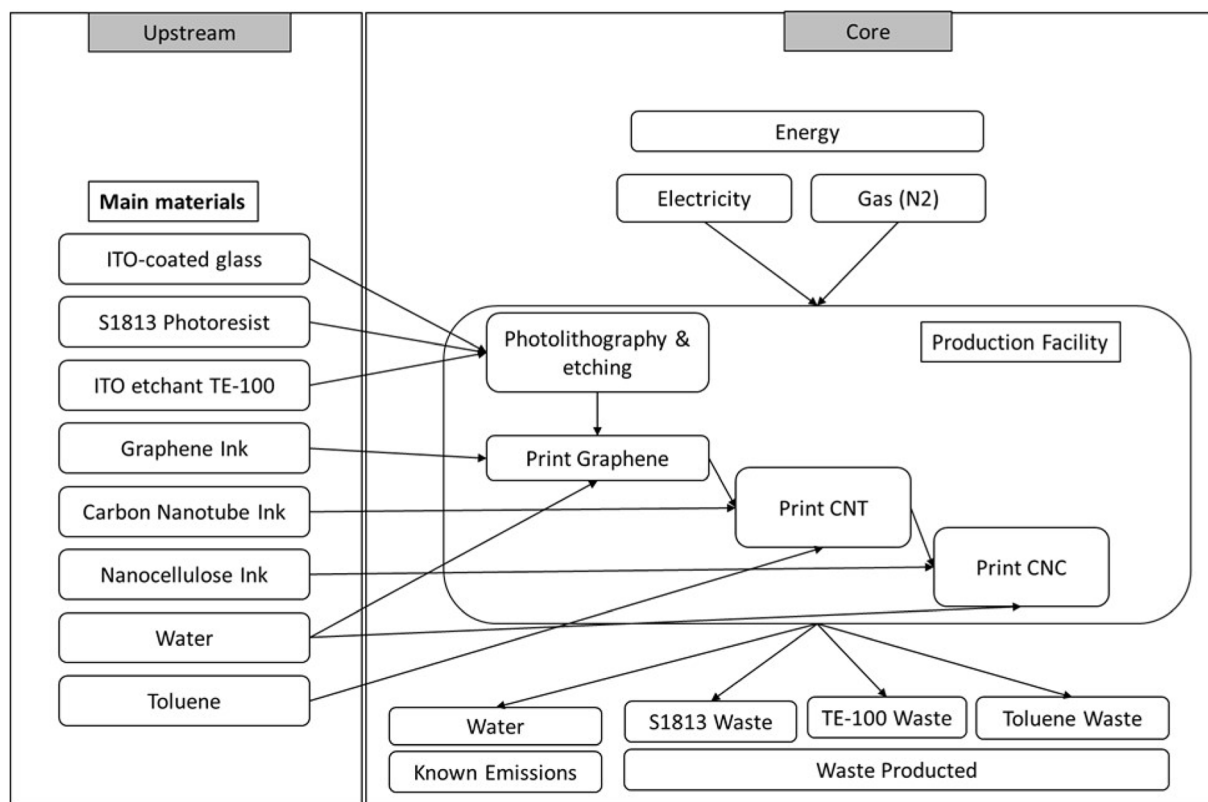 Upstream
Core
Energy
Electricity
Gas (N2)
Main materials
ITO-coated glass
S1813 Photoresist
ITO etchant TE-100
Graphene Ink
Carbon Nanotube Ink
Nanocellulose Ink
Water
Toluene
Photolithography &
etching
Production Facility
Print Graphene
Print CNT
Print CNC
Water
S1813 Waste
TE-100 Waste
Toluene Waste
Known Emissions
Waste Producted